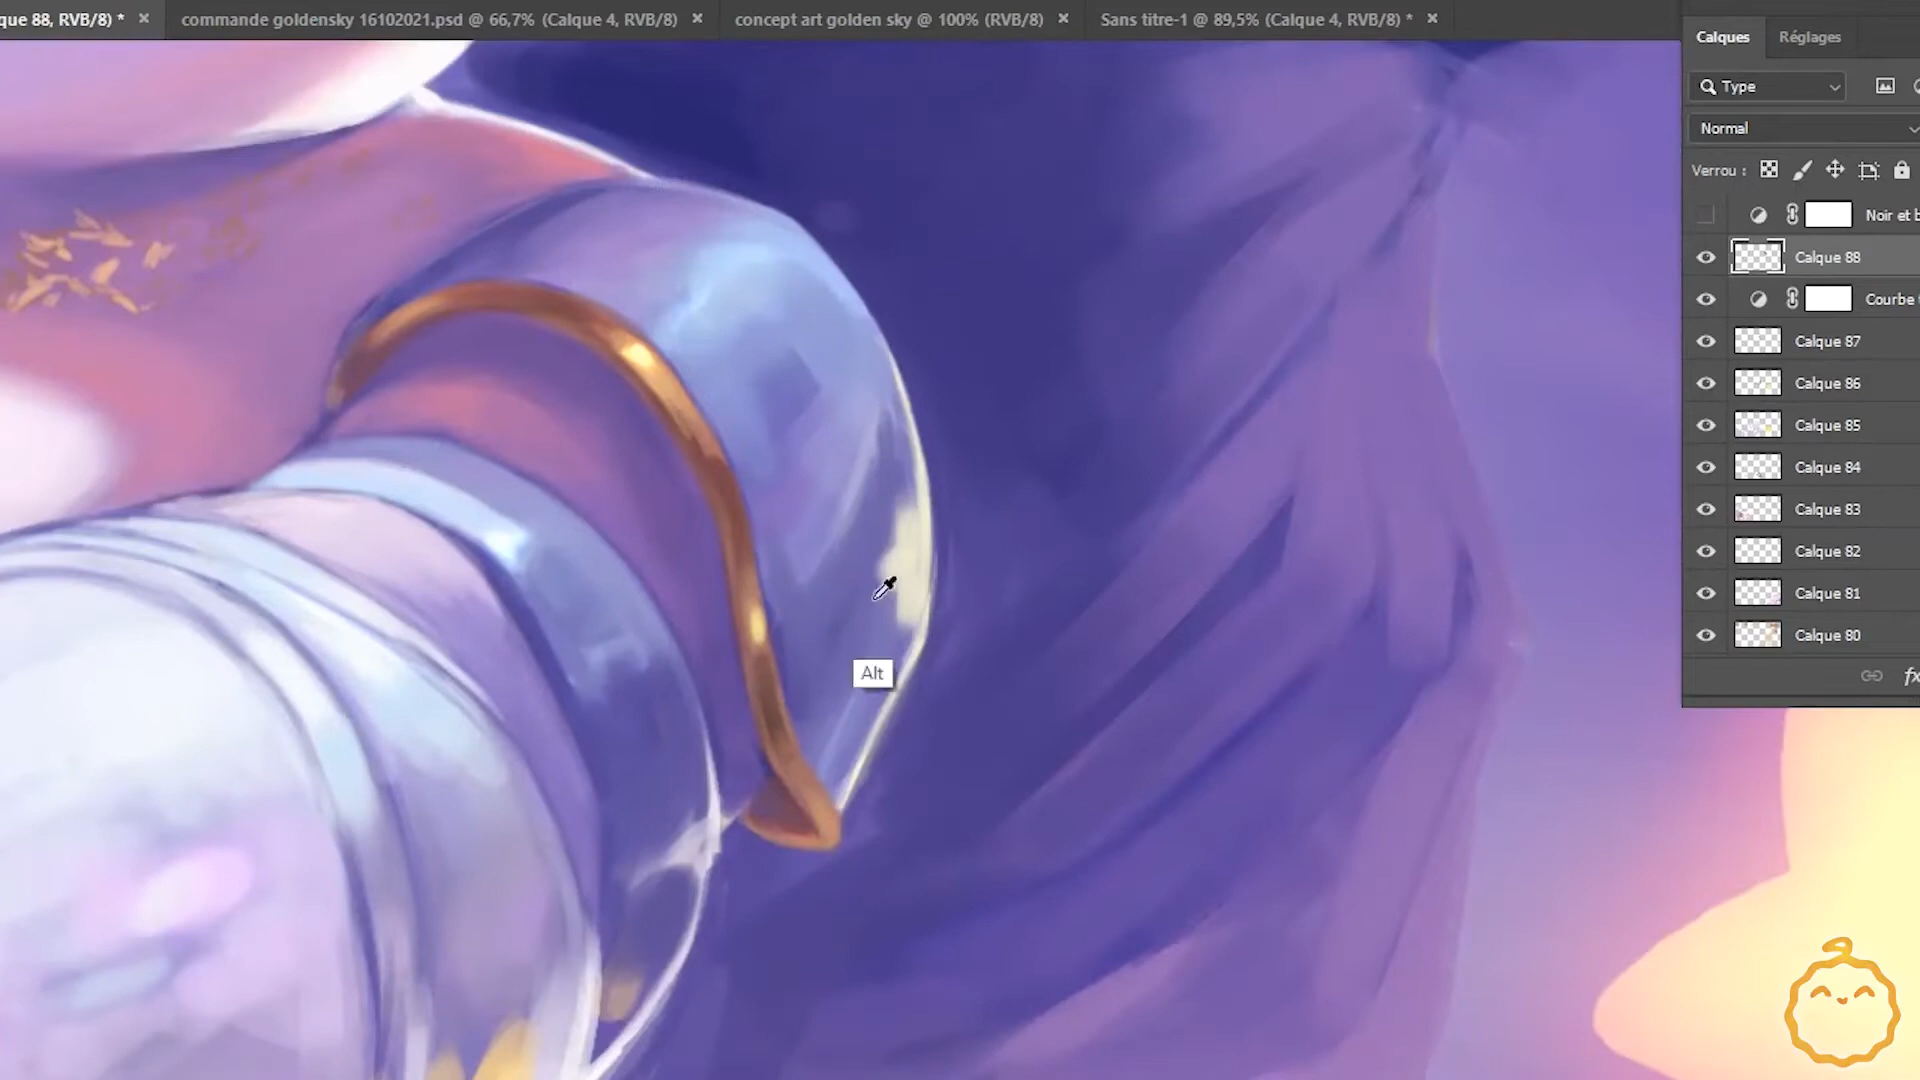 que 88, RVB/8) *
commande goldensky 16102021.psd @ 66,7% (Calque 4, RVB/8)
concept art golden sky @ 100% (RVB/8)
Sans titre-1 @ 89,5% (Calque 4, RVB/8) *
Calques
Réglages
Type
Normal
Verrou :
Noir et b
Calque 88
Courbe
Calque 87
Calque 86
Calque 85
Calque 84
Calque 83
Calque 82
Calque 81
Calque 80
fx
Alt